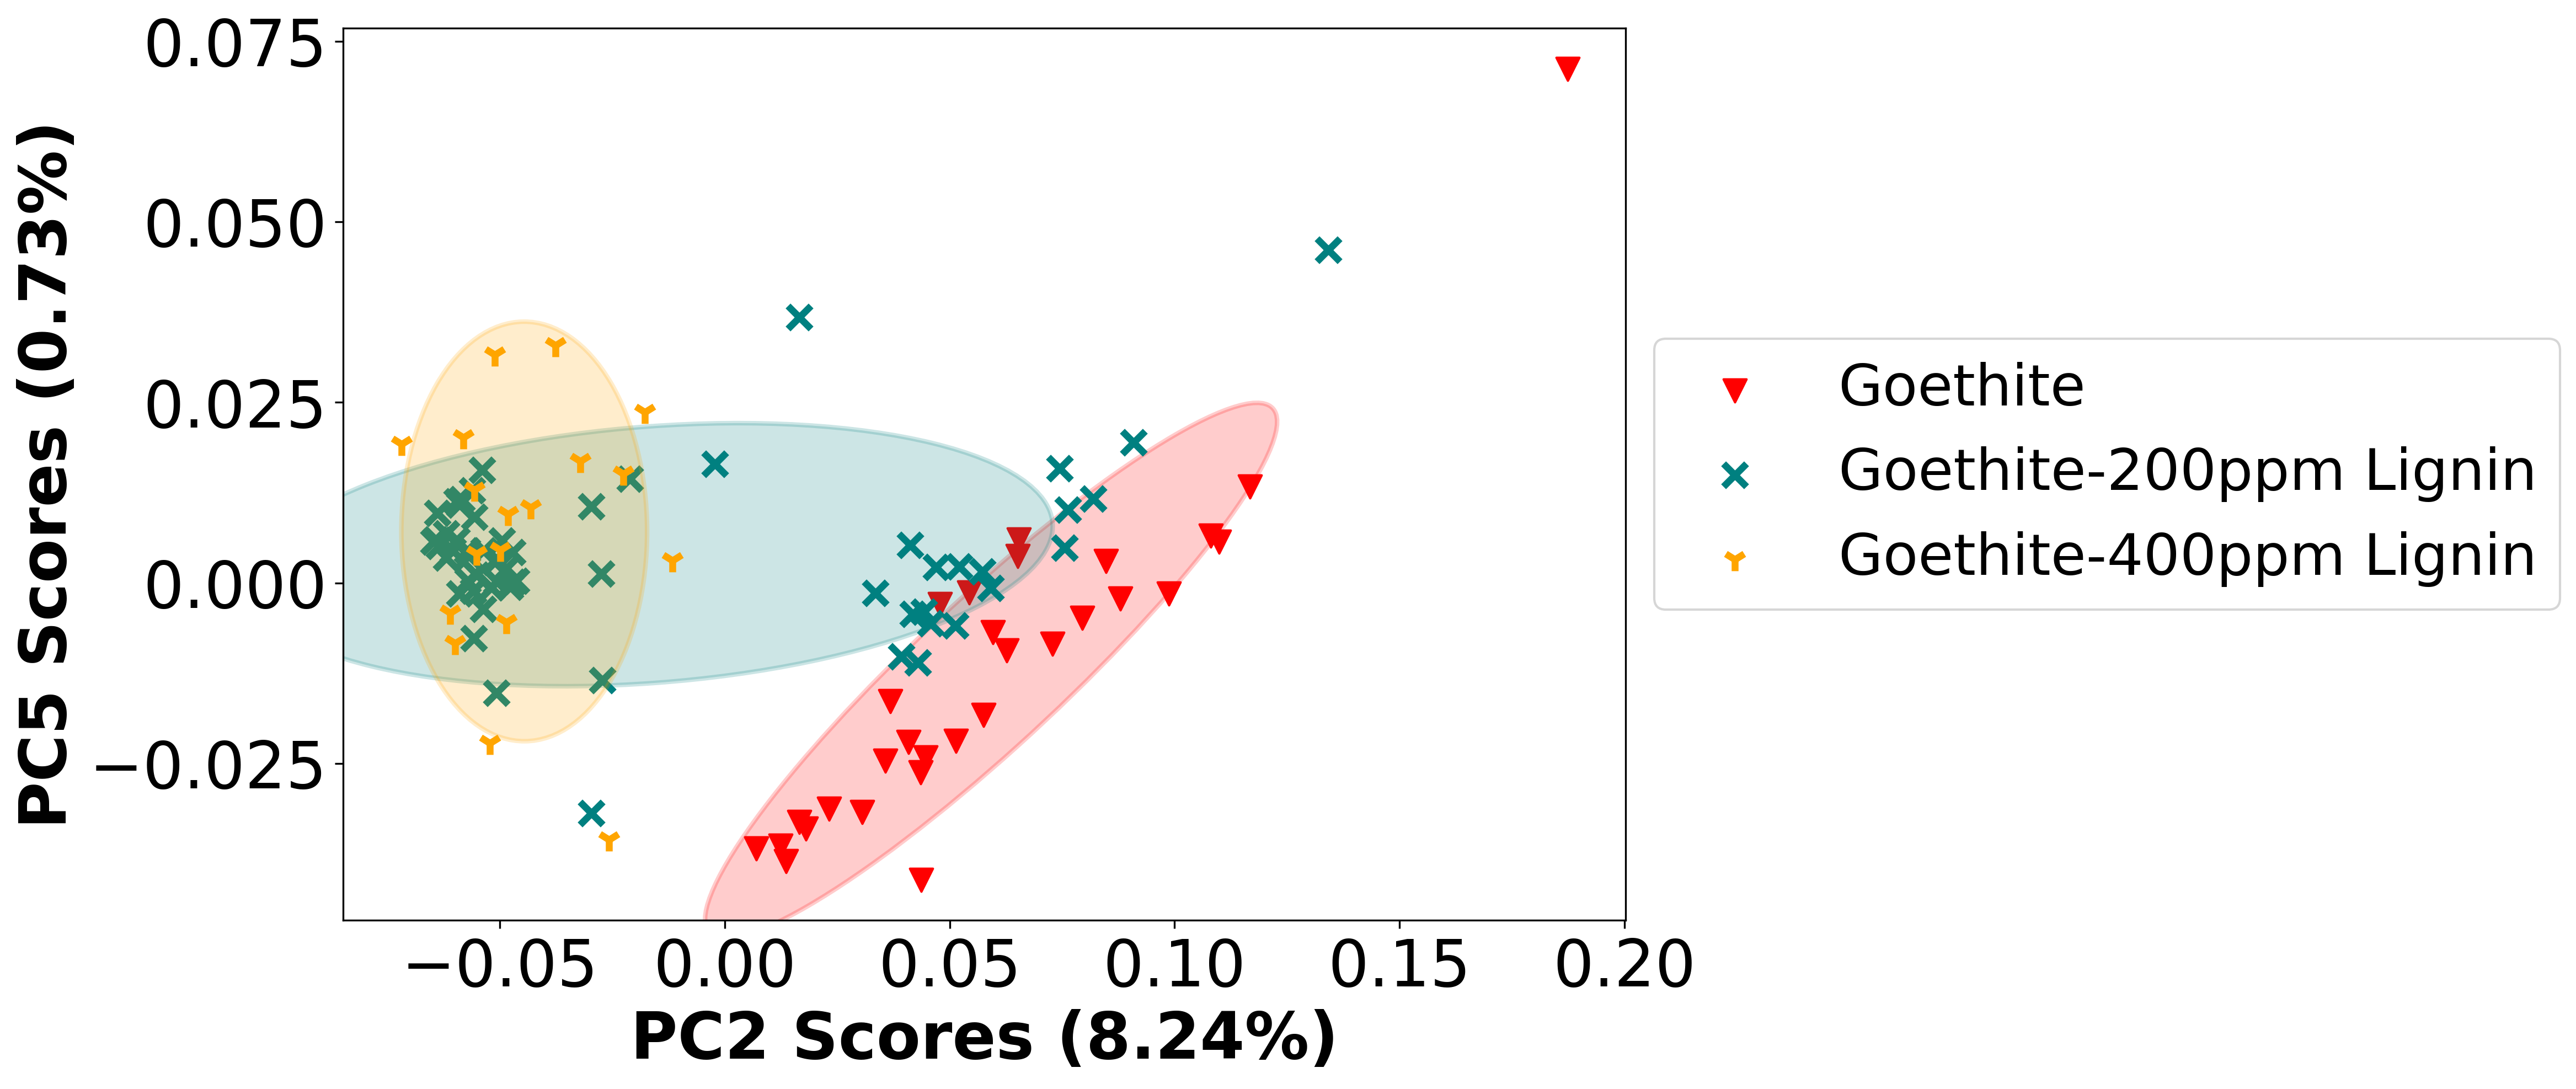 0.075
0.050
0.025
0.000
−0.025
PC5 Scores (0.73%)
−0.05 0.00 0.05 0.10 0.15 0.20
PC2 Scores (8.24%)
Goethite
Goethite-200ppm Lignin
Goethite-400ppm Lignin